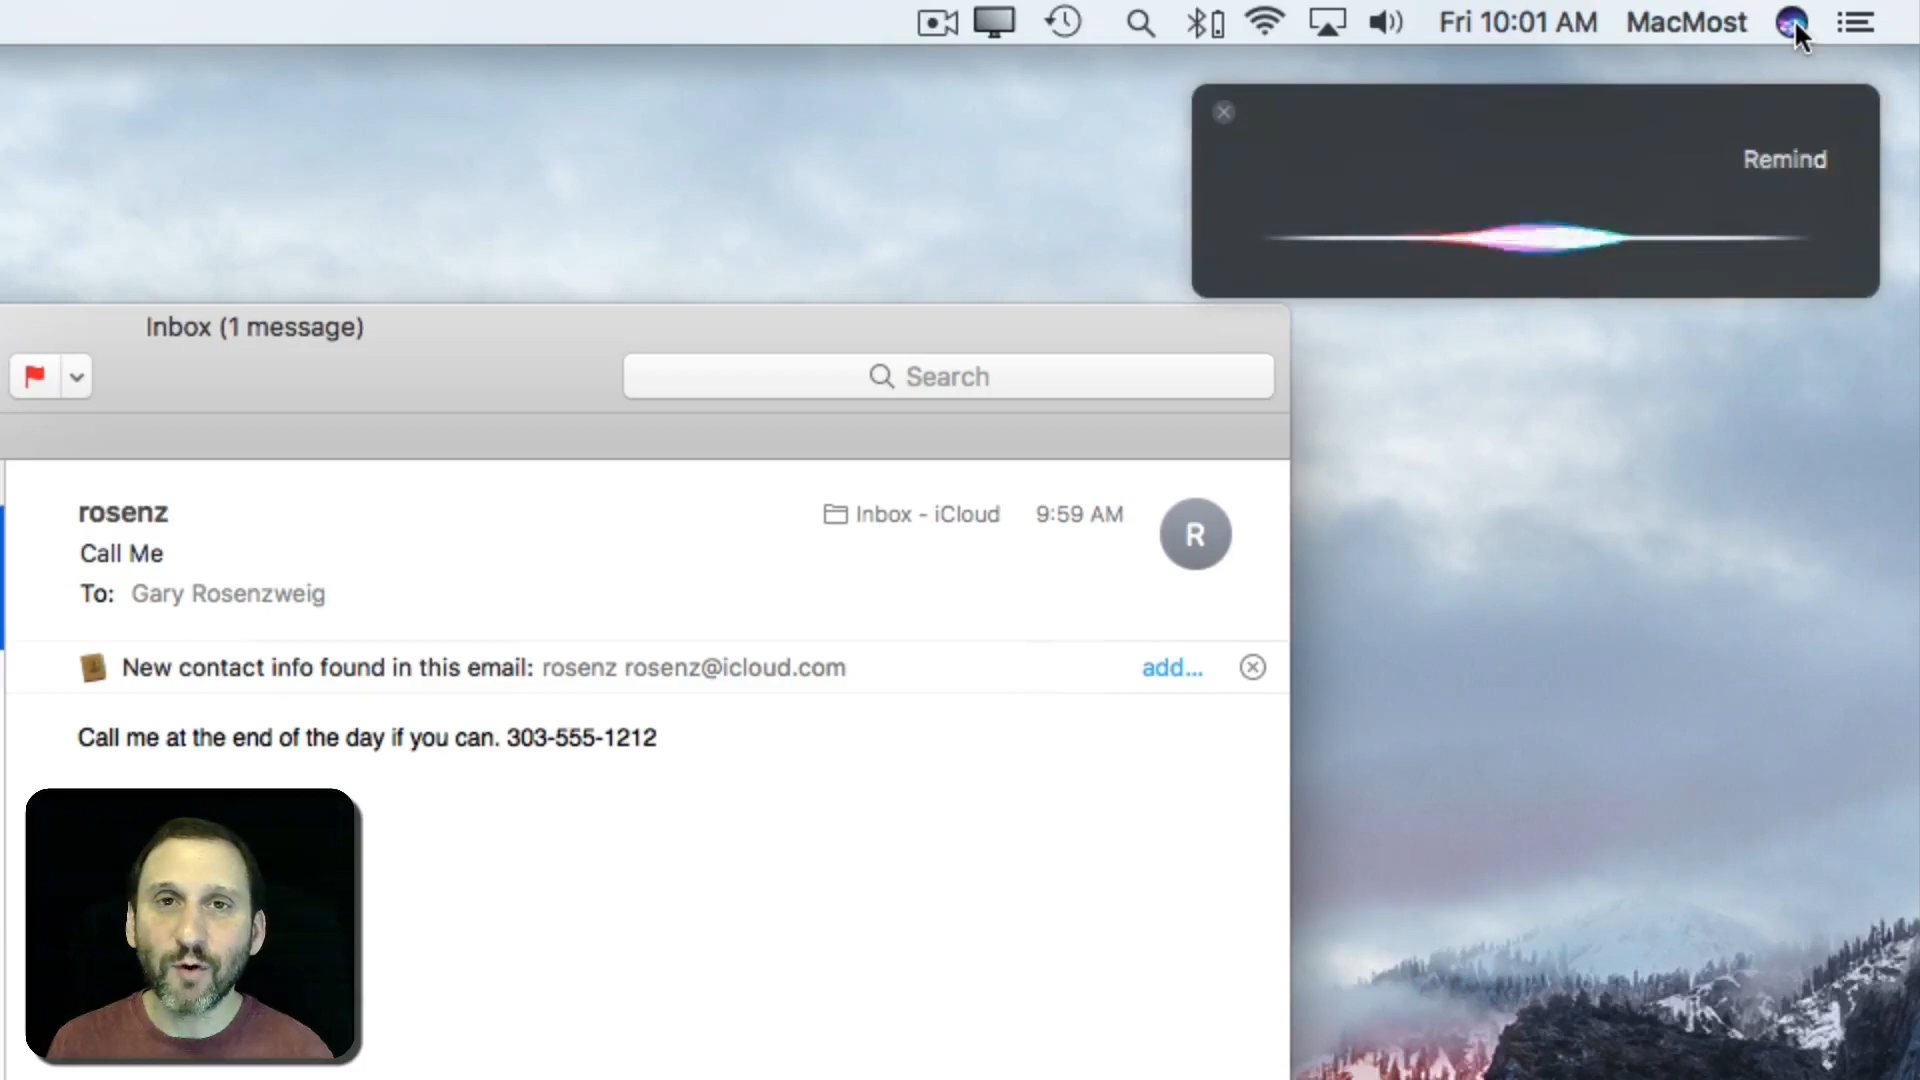 Fri 10:01 AM MacMost
Remind
Inbox (1 message)
Search
rosenz
Inbox - iCloud 9:59 AM
R
Call Me
To: Gary Rosenzweig
New contact info found in this email: rosenz rosenz@icloud.com add...
Call me at the end of the day if you can. 303-555-1212